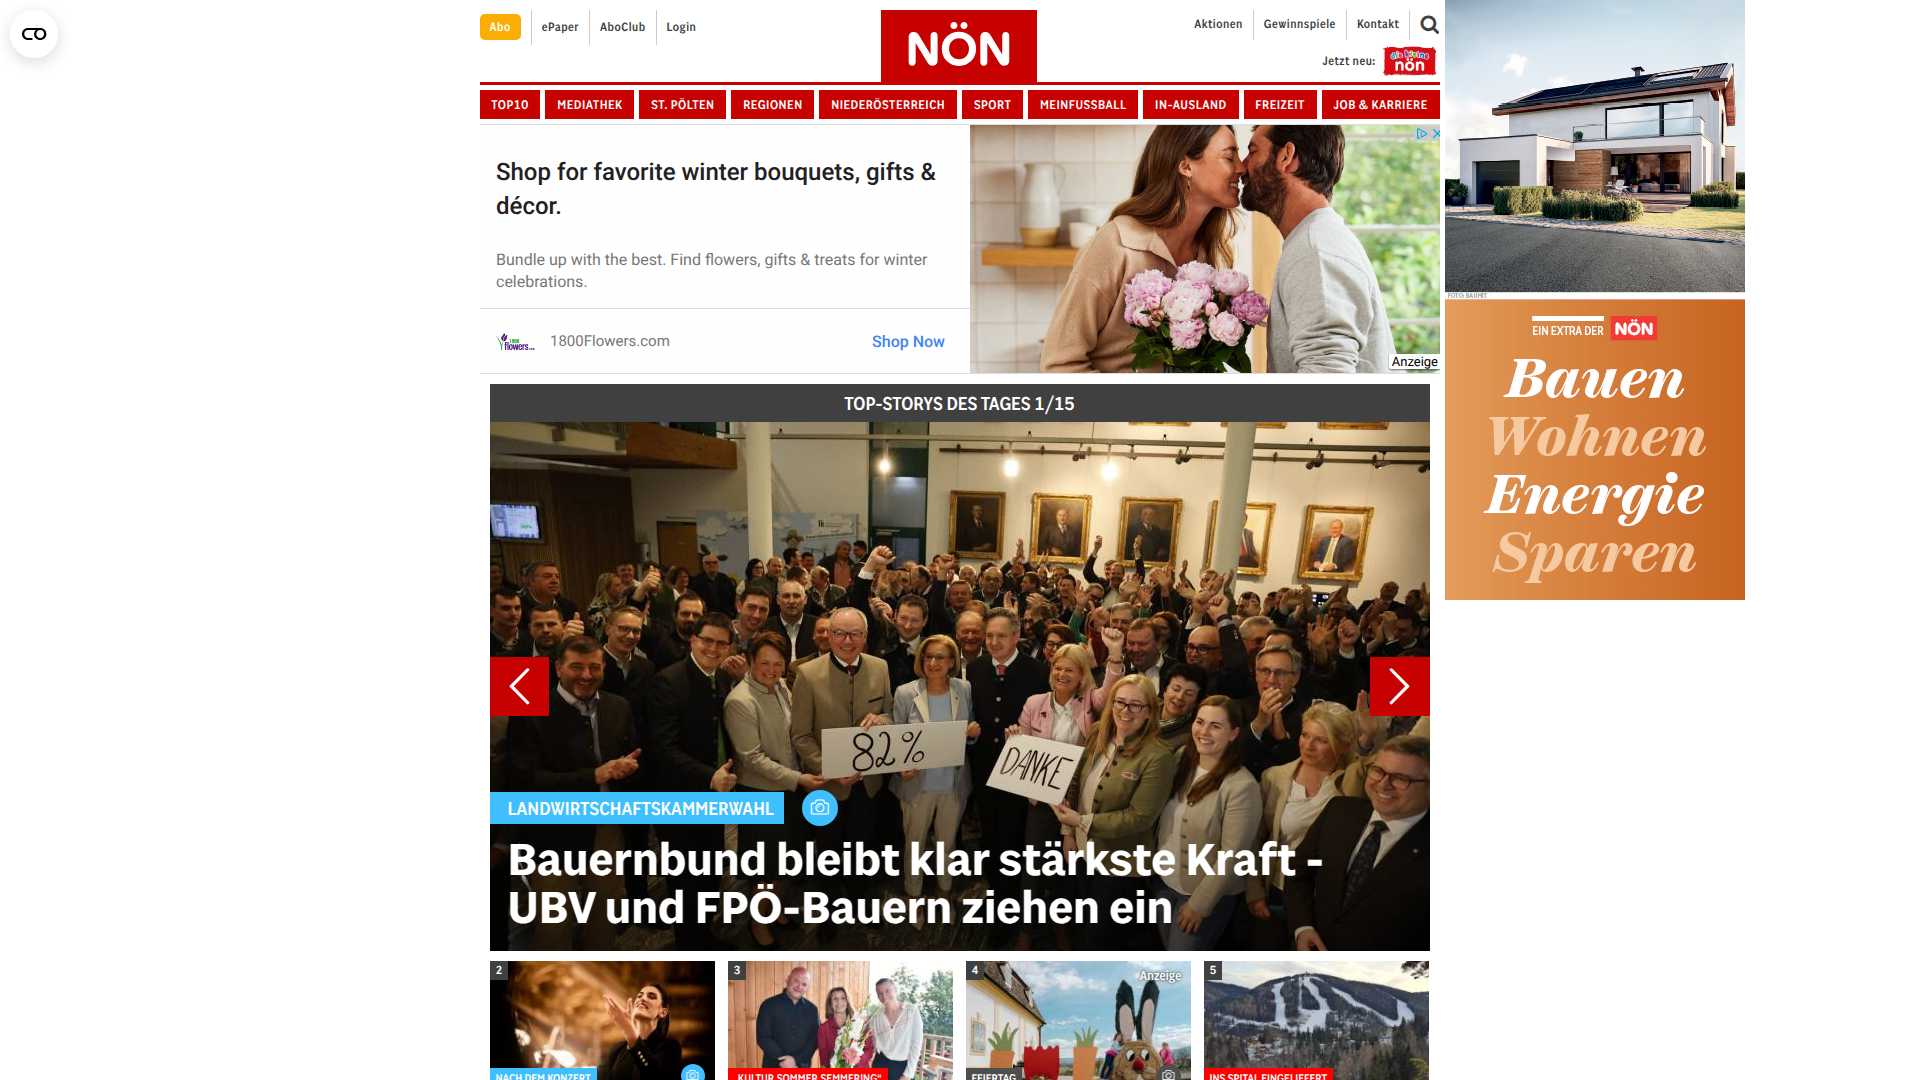 Abo
ePaper
AboClub
Login
NÖN
Aktionen
Gewinnspiele
Kontakt
Jetzt neu:
die kleine
nön
TOP10
MEDIATHEK
ST. PÖLTEN
REGIONEN
NIEDERÖSTERREICH
SPORT
MEINFUSSBALL
IN-AUSLAND
FREIZEIT
JOB & KARRIERE
Shop for favorite winter bouquets, gifts &
décor.
Bundle up with the best. Find flowers, gifts & treats for winter
celebrations.
flowers
1800Flowers.com
Shop Now
Anzeige
FOTO: BAUMIT
EIN EXTRA DER NÖN
Bauen
Wohnen
Energie
Sparen
TOP-STORYS DES TAGES 1/15
82%
DANKE
LANDWIRTSCHAFTSKAMMERWAHL
Bauernbund bleibt klar stärkste Kraft -
UBV und FPÖ-Bauern ziehen ein
2
NACH DEM KONZERT
3
KULTUR.SOMMER.SEMMERING"
4
Anzeige
FEIERTAG
5
INS SPITAL EINGELIEFERT